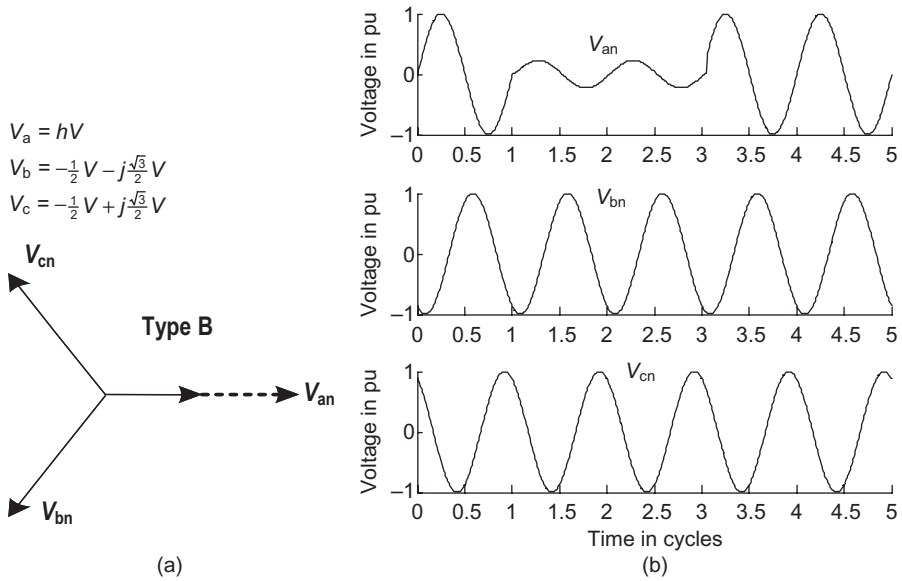 V_a = hV
V_b = −½ V − j √3/2 V
V_c = −½ V + j √3/2 V
V_cn
Type B
V_an
V_bn
(a)
Voltage in pu
1
0
−1
V_an
0 0.5 1 1.5 2 2.5 3 3.5 4 4.5 5
Voltage in pu
1
0
−1
V_bn
0 0.5 1 1.5 2 2.5 3 3.5 4 4.5 5
Voltage in pu
1
0
−1
V_cn
0 0.5 1 1.5 2 2.5 3 3.5 4 4.5 5
Time in cycles
(b)